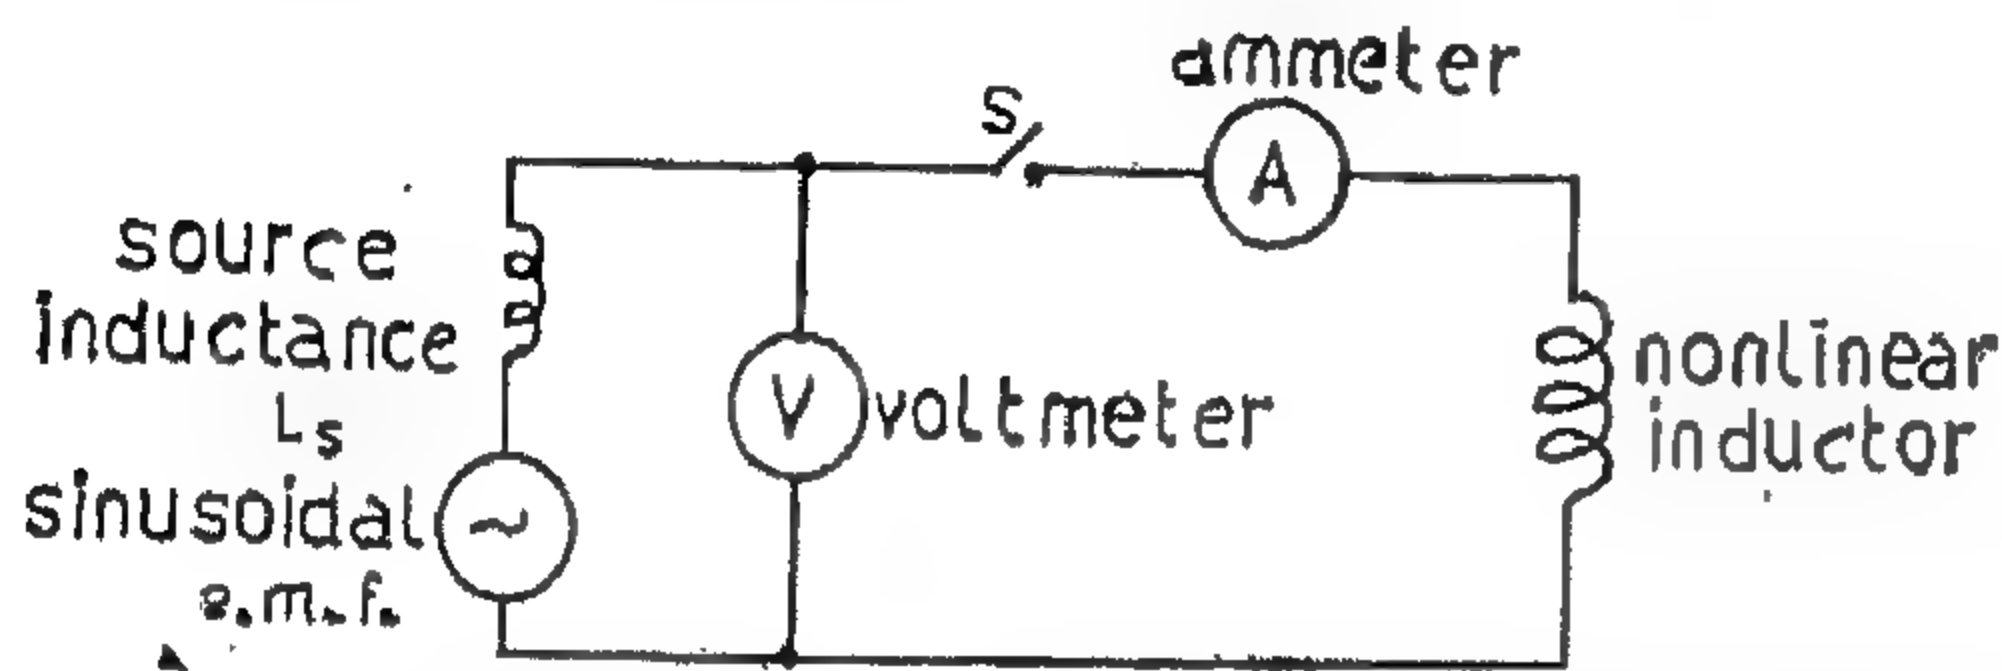 ammeter
S
A
source
inductance
Ls
sinusoidal
e.m.f.
~
V
voltmeter
nonlinear
inductor